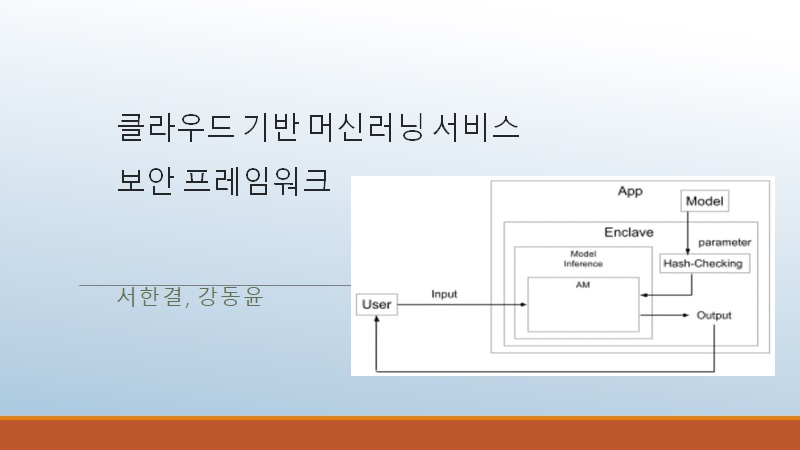 클라우드 기반 머신러닝 서비스
보안 프레임워크
서한결, 강동윤
App
Model
Enclave
parameter
Model
Inference
Hash-Checking
AM
User
Input
Output